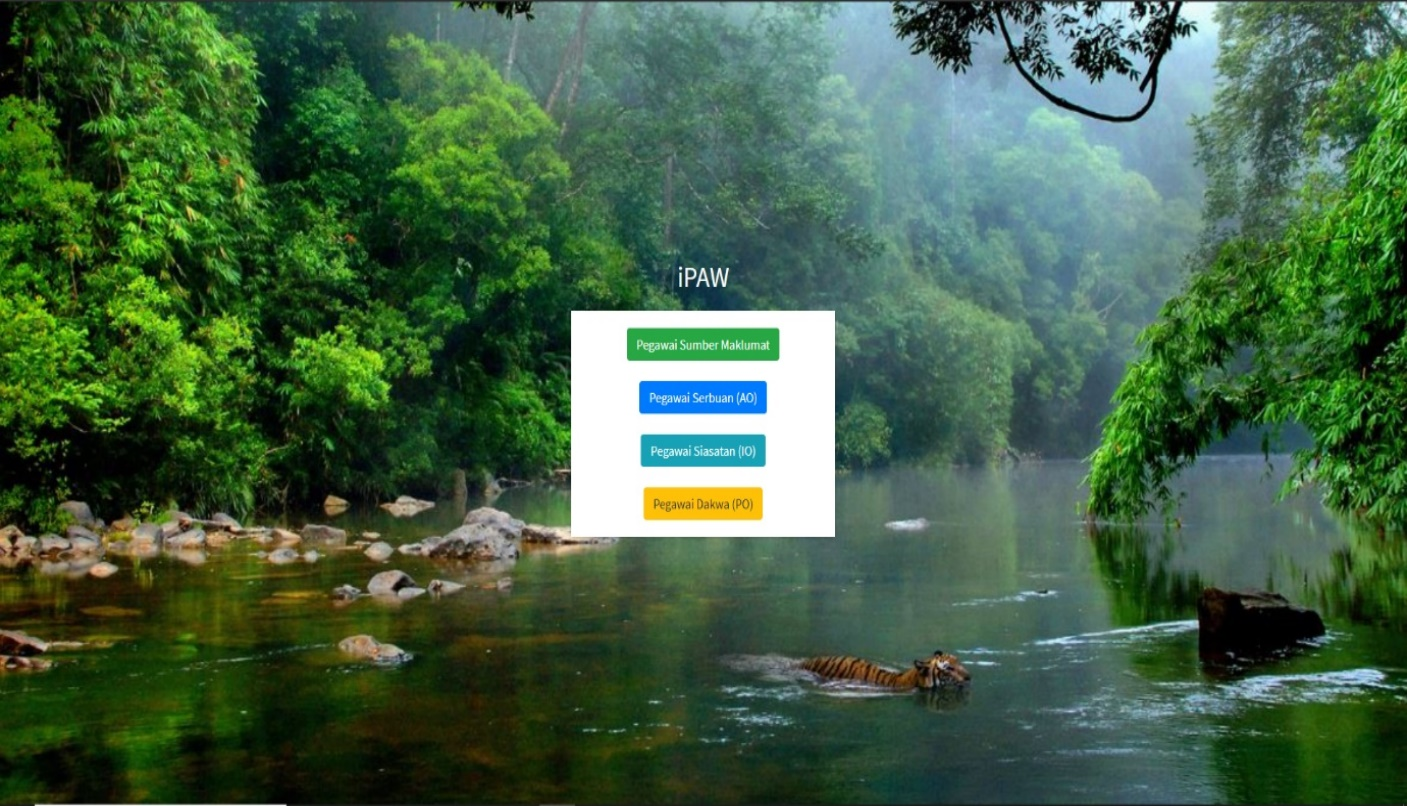 iPAW
Pegawai Sumber Maklumat
Pegawai Serbuan (AO)
Pegawai Siasatan (IO)
Pegawai Dakwa (PO)